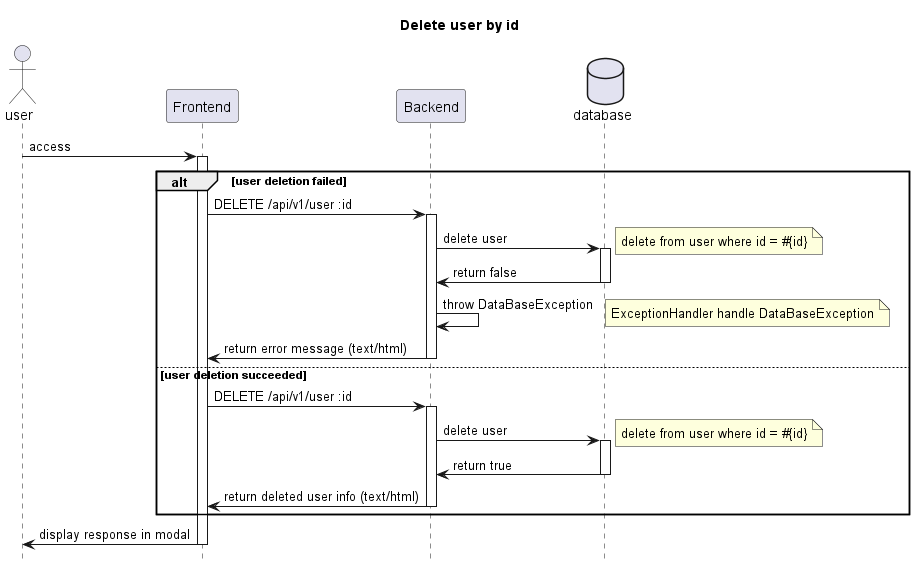 Delete user by id
user
Frontend
Backend
database
access
alt
[user deletion failed]
DELETE /api/v1/user :id
delete user
delete from user where id = #{id}
return false
throw DataBaseException
ExceptionHandler handle DataBaseException
return error message (text/html)
[user deletion succeeded]
DELETE /api/v1/user :id
delete user
delete from user where id = #{id}
return true
return deleted user info (text/html)
display response in modal